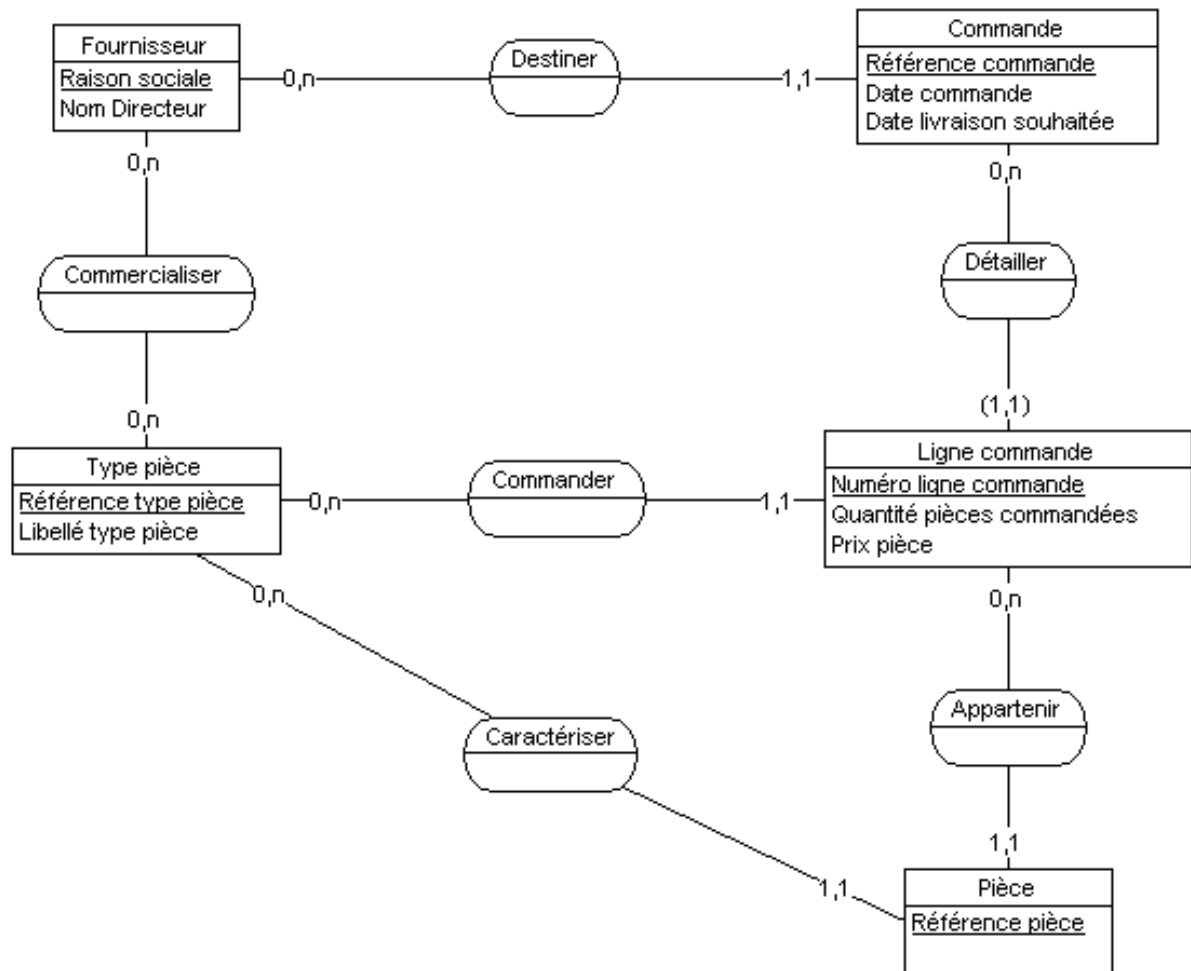 Fournisseur
Raison sociale
Nom Directeur
0,n
Destiner
1,1
Commande
Référence commande
Date commande
Date livraison souhaitée
0,n
0,n
Commercialiser
Détailler
0,n
(1,1)
Type pièce
Référence type pièce
Libellé type pièce
0,n
Commander
1,1
Ligne commande
Numéro ligne commande
Quantité pièces commandées
Prix pièce
0,n
0,n
Caractériser
Appartenir
1,1
1,1
Pièce
Référence pièce